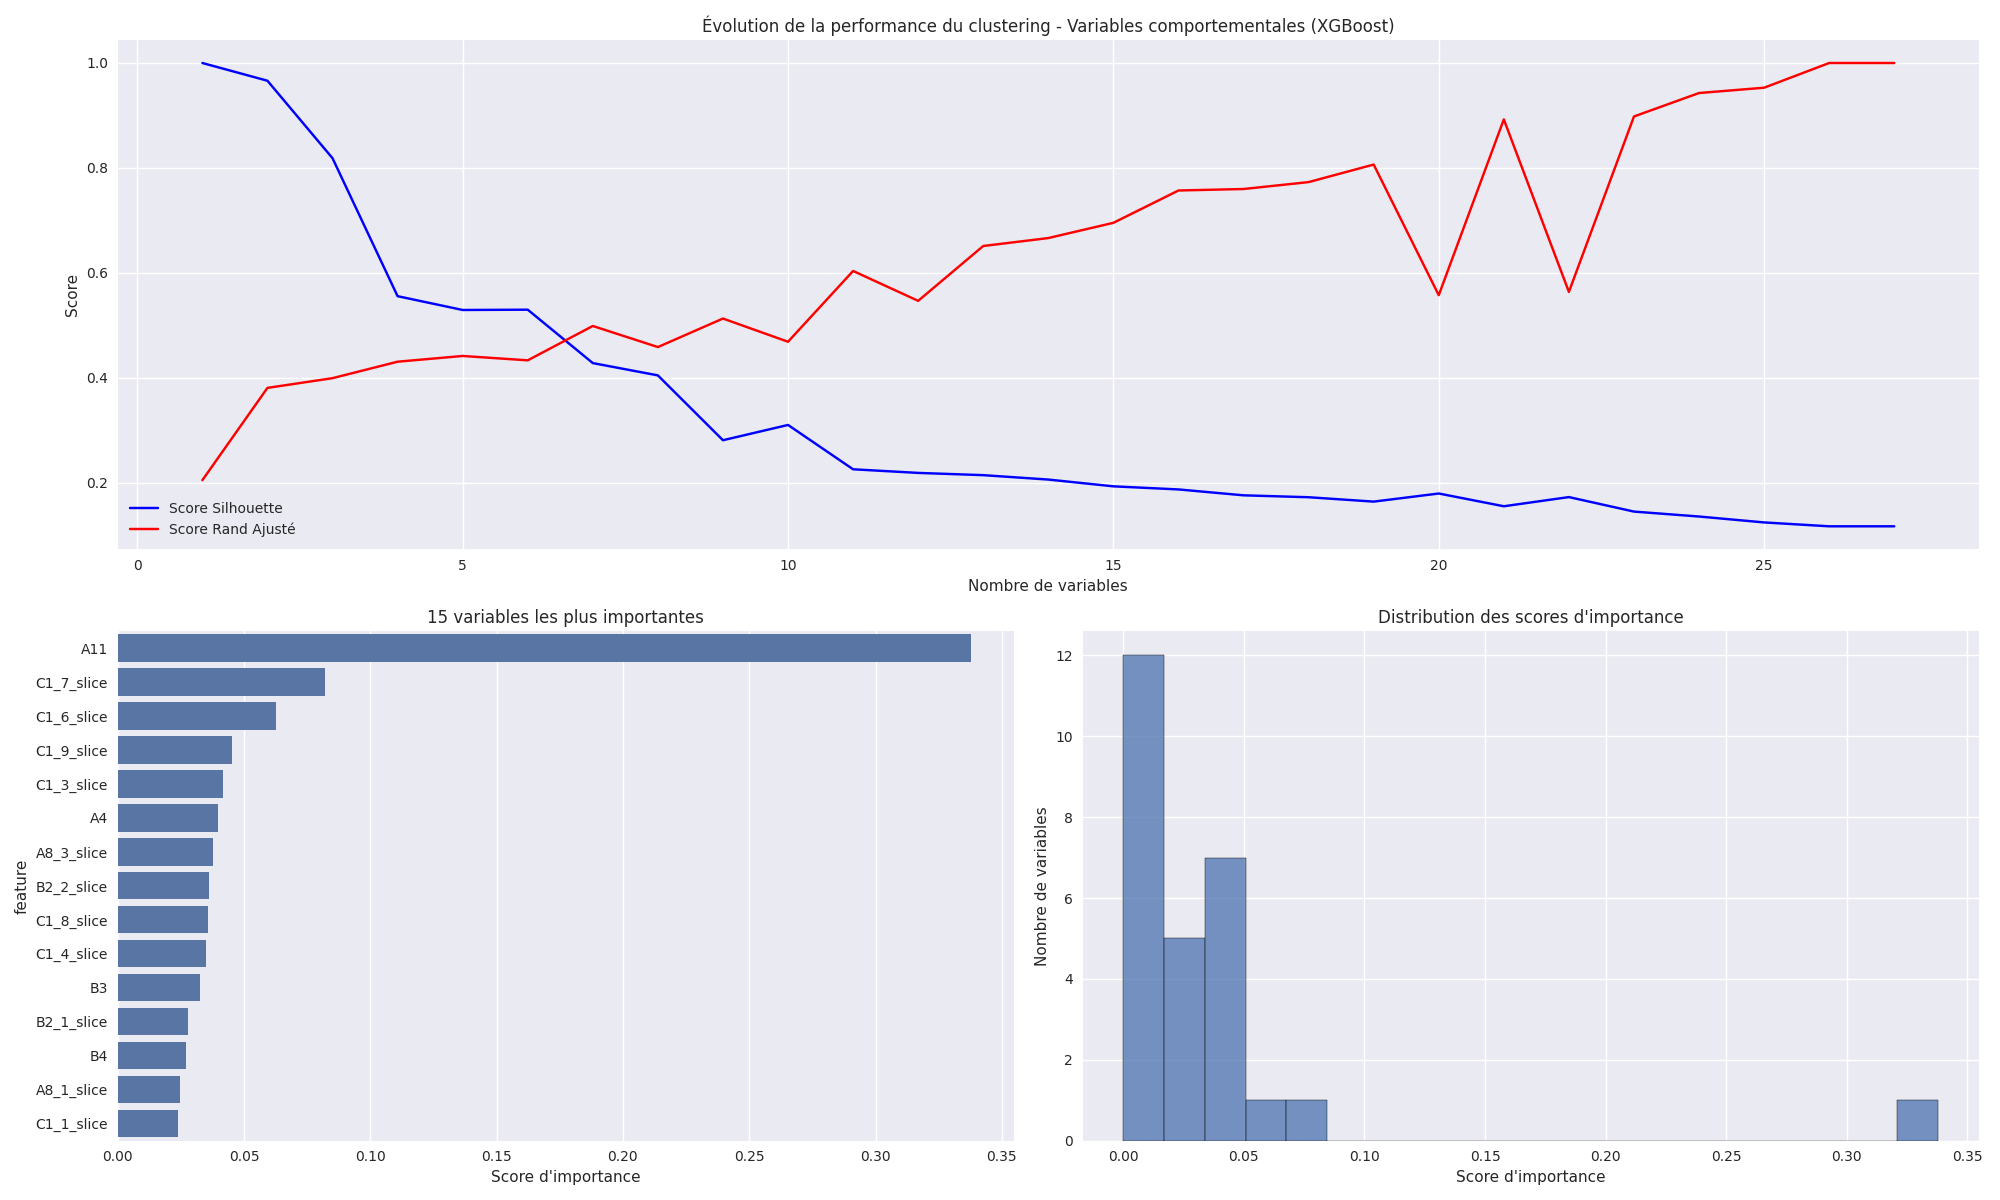 Évolution de la performance du clustering - Variables comportementales (XGBoost)
1.0
0.8
0.6
0.4
0.2
Score
Score Silhouette
Score Rand Ajusté
0 5 10 15 20 25
Nombre de variables
15 variables les plus importantes
feature
A11
C1_7_slice
C1_6_slice
C1_9_slice
C1_3_slice
A4
A8_3_slice
B2_2_slice
C1_8_slice
C1_4_slice
B3
B2_1_slice
B4
A8_1_slice
C1_1_slice
0.00 0.05 0.10 0.15 0.20 0.25 0.30 0.35
Score d'importance
Distribution des scores d'importance
Nombre de variables
12
10
8
6
4
2
0
0.00 0.05 0.10 0.15 0.20 0.25 0.30 0.35
Score d'importance